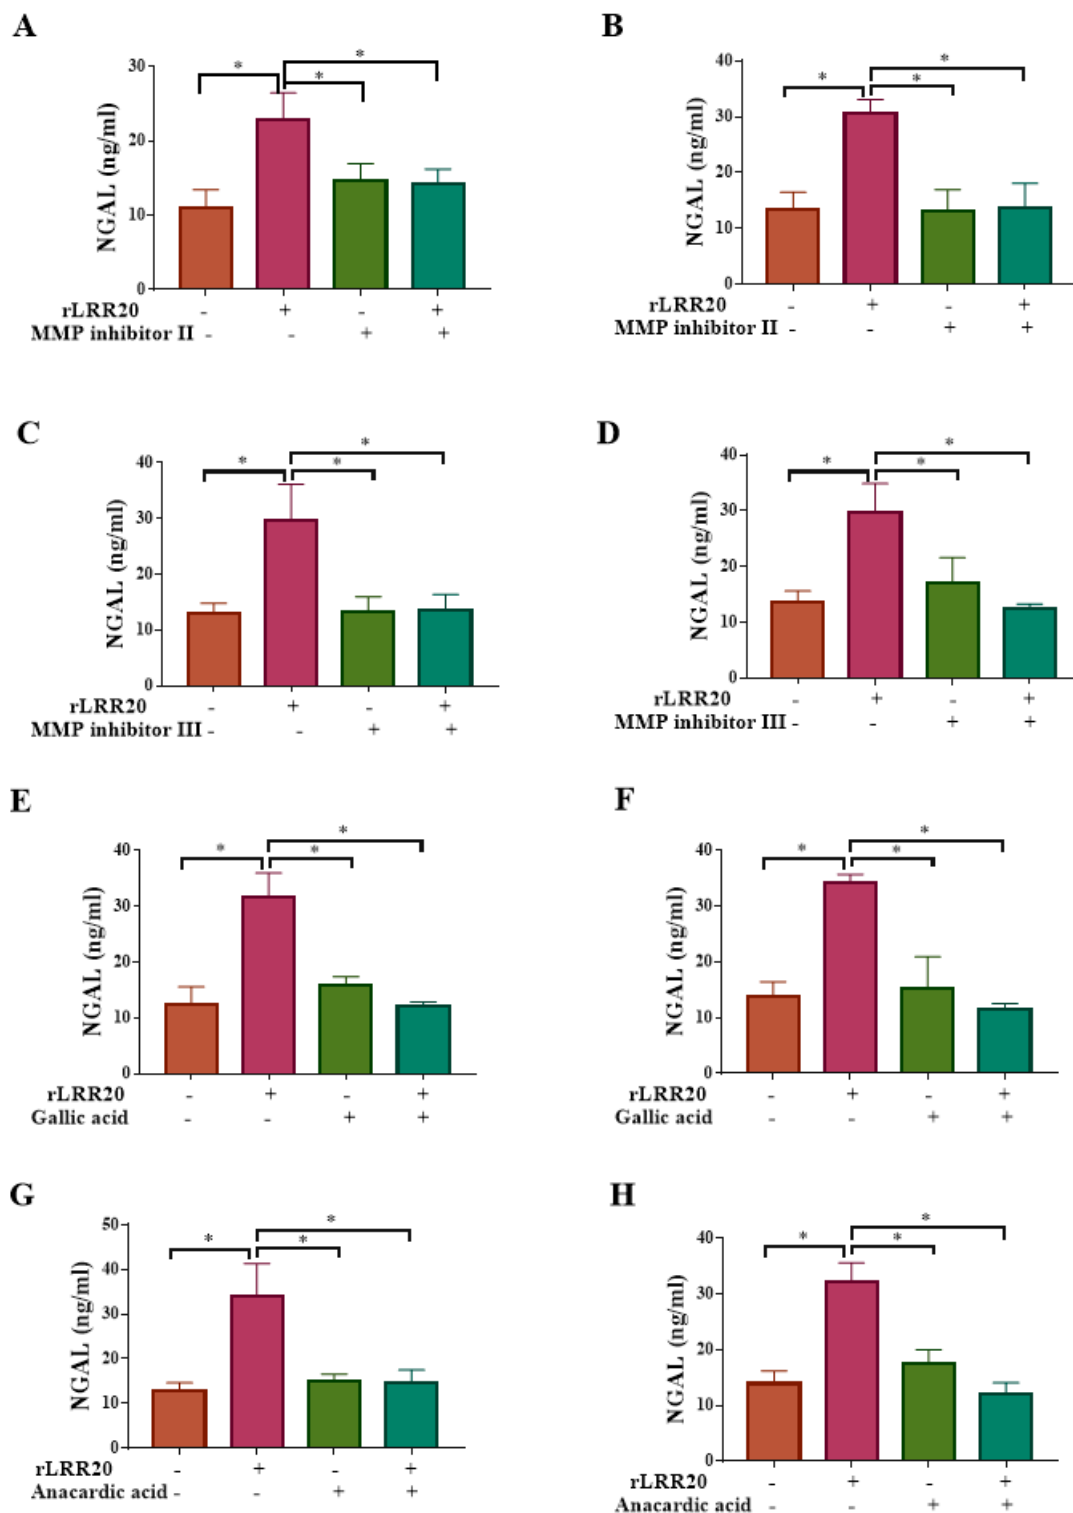 A
NGAL (ng/ml)
30
20
10
0
* * *
rLRR20 - + - +
MMP inhibitor II - - + +
B
NGAL (ng/ml)
40
30
20
10
0
* * *
rLRR20 - + - +
MMP inhibitor II - - + +
C
NGAL (ng/ml)
40
30
20
10
0
* * *
rLRR20 - + - +
MMP inhibitor III - - + +
D
NGAL (ng/ml)
40
30
20
10
0
* * *
rLRR20 - + - +
MMP inhibitor III - - + +
E
NGAL (ng/ml)
40
30
20
10
0
* * *
rLRR20 - + - +
Gallic acid - - + +
F
NGAL (ng/ml)
40
30
20
10
0
* * *
rLRR20 - + - +
Gallic acid - - + +
G
NGAL (ng/ml)
50
40
30
20
10
0
* * *
rLRR20 - + - +
Anacardic acid - - + +
H
NGAL (ng/ml)
40
30
20
10
0
* * *
rLRR20 - + - +
Anacardic acid - - + +